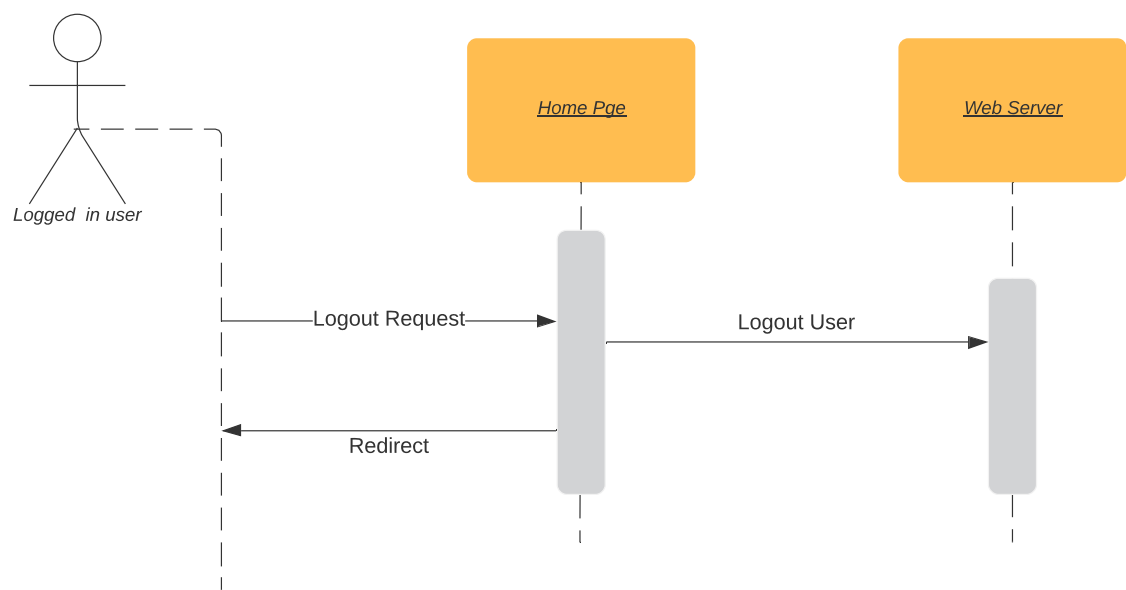 Home Pge
Web Server
Logged  in user
Logout Request
Logout User
Redirect